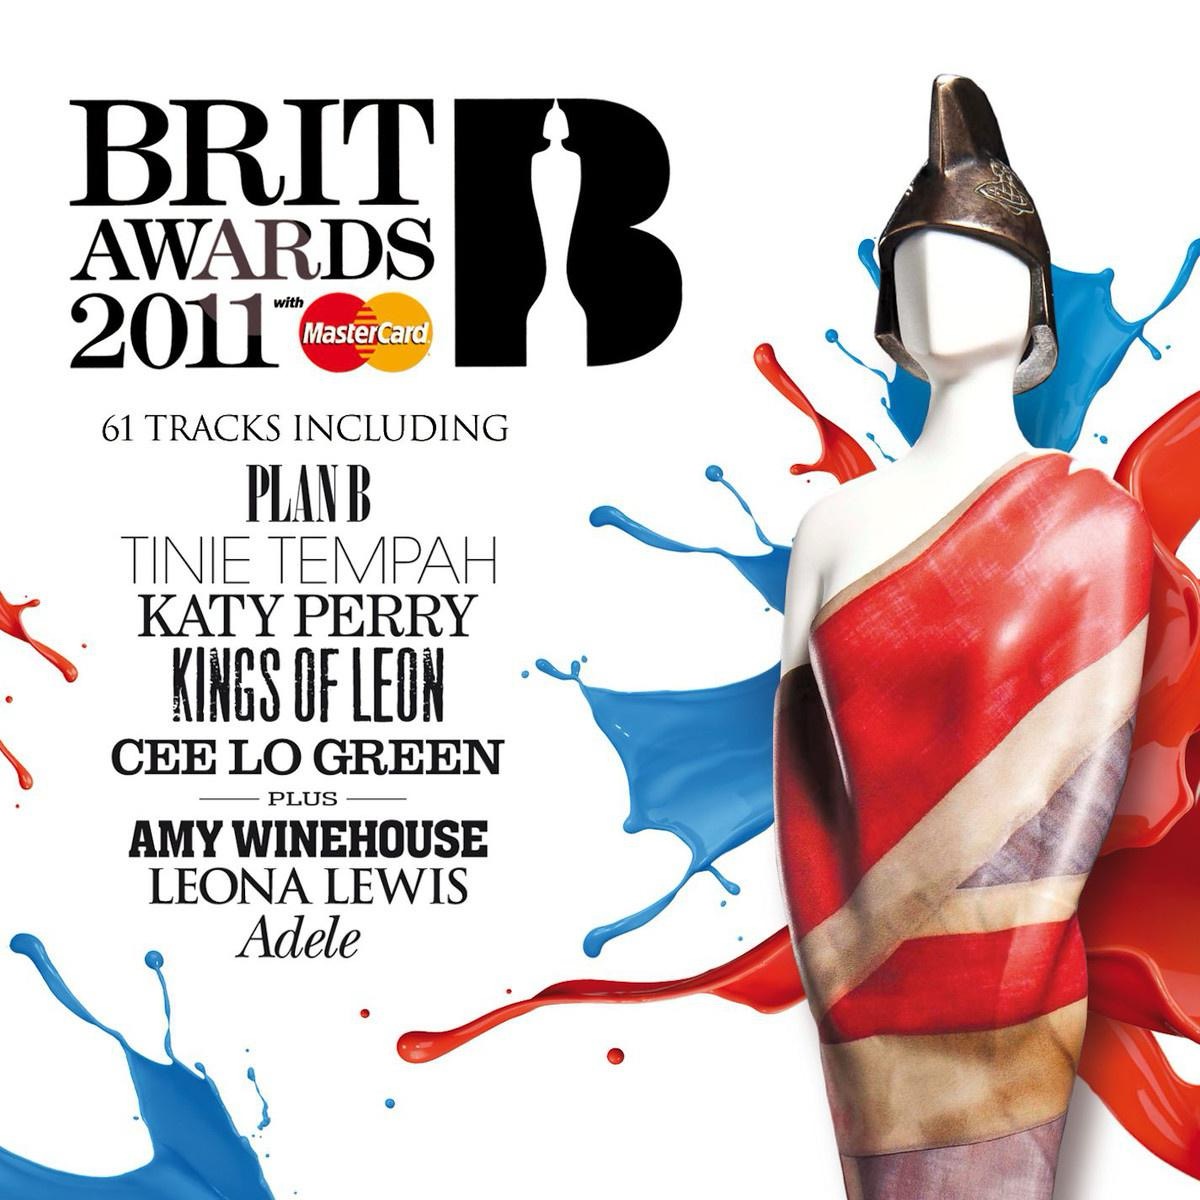 BRIT
AWARDS
2011 with MasterCard
B
61 TRACKS INCLUDING
PLAN B
TINIE TEMPAH
KATY PERRY
KINGS OF LEON
CEE LO GREEN
PLUS
AMY WINEHOUSE
LEONA LEWIS
Adele